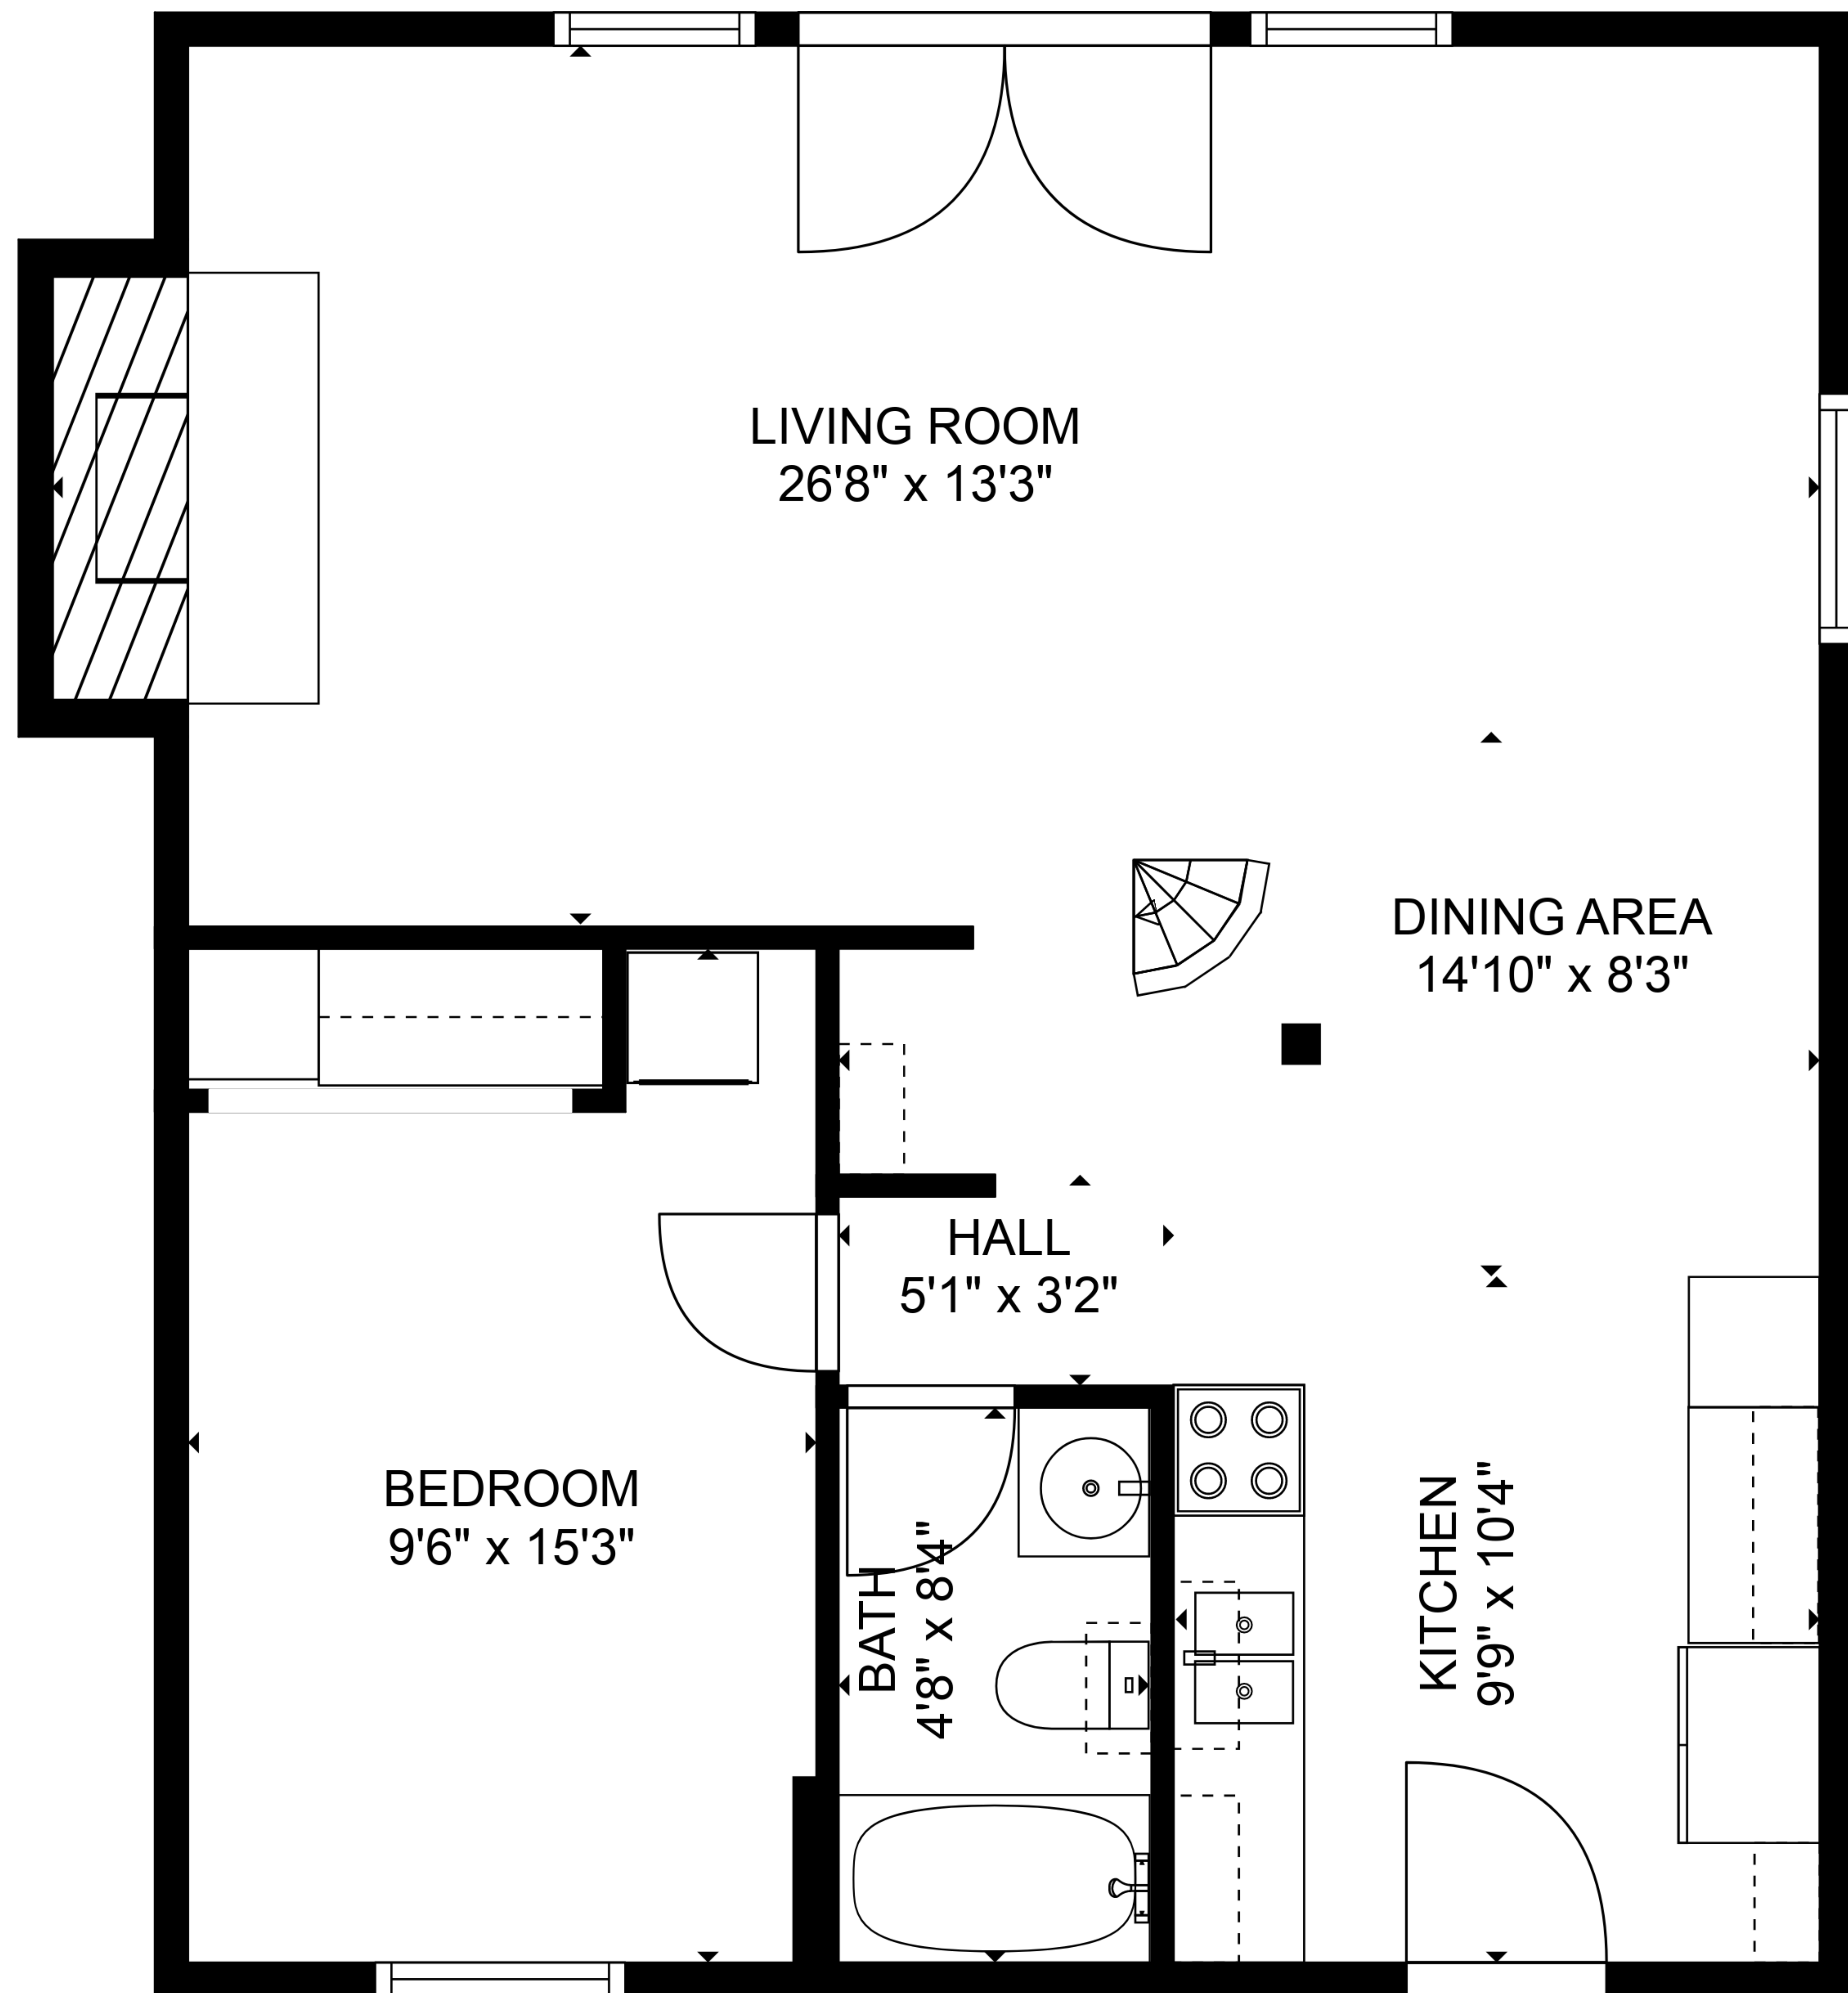 LIVING ROOM
26'8" x 13'3"
DINING AREA
14'10" x 8'3"
HALL
5'1" x 3'2"
BEDROOM
9'6" x 15'3"
BATH
4'8" x 8'4"
KITCHEN
9'9" x 10'4"